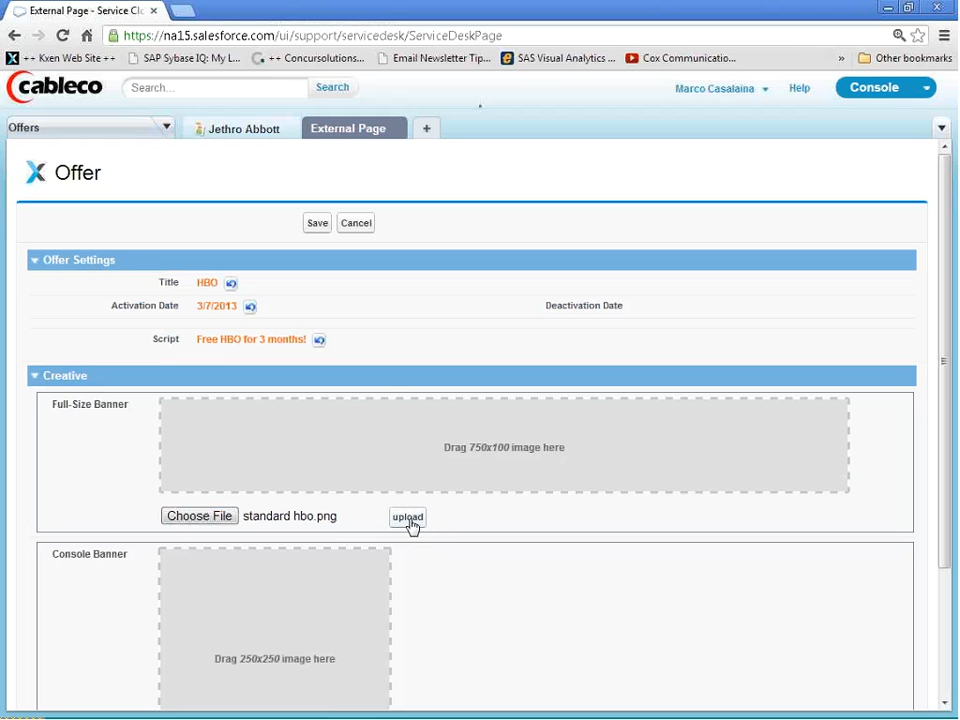 External Page - Service Clo
https://na15.salesforce.com/ui/support/servicedesk/ServiceDeskPage
++ Kxen Web Site ++ SAP Sybase IQ: My L... ++ Concursolutions... Email Newsletter Tip... SAS Visual Analytics ... Cox Communicatio... » Other bookmarks
cableco Search... Search Marco Casalaina Help Console
Offers Jethro Abbott External Page +
X Offer
Save Cancel
Offer Settings
Title HBO
Activation Date 3/7/2013 Deactivation Date
Script Free HBO for 3 months!
Creative
Full-Size Banner
Drag 750x100 image here
Choose File standard hbo.png upload
Console Banner
Drag 250x250 image here